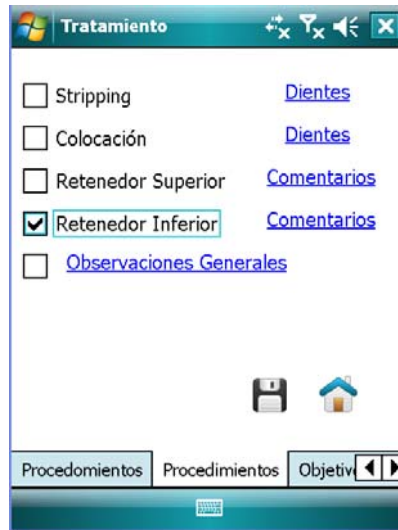 Tratamiento
Stripping Dientes
Colocación Dientes
Retenedor Superior Comentarios
Retenedor Inferior Comentarios
Observaciones Generales
Procedomientos Procedimientos Objetiv